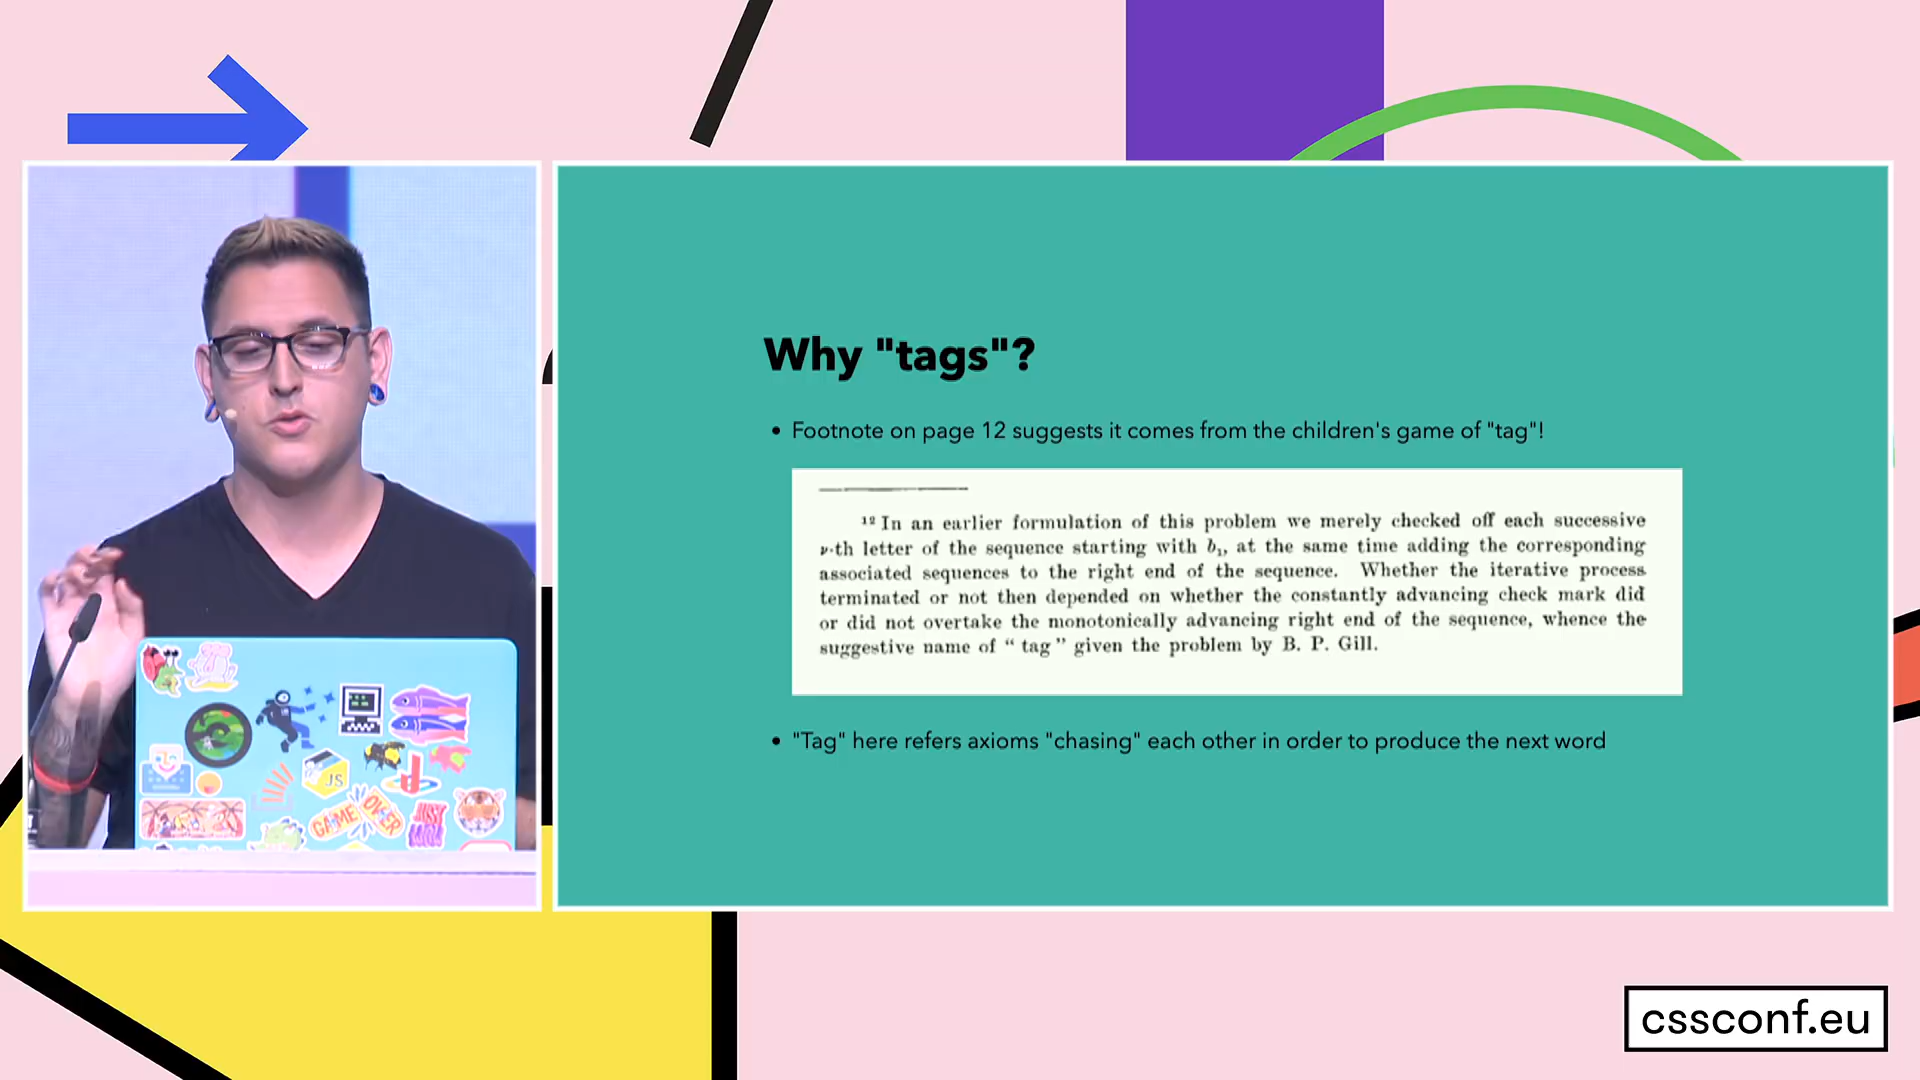 Why "tags"?
• Footnote on page 12 suggests it comes from the children's game of "tag"!
12 In an earlier formulation of this problem we merely checked off each successive
ν-th letter of the sequence starting with b₁, at the same time adding the corresponding
associated sequences to the right end of the sequence. Whether the iterative process
terminated or not then depended on whether the constantly advancing check mark did
or did not overtake the monotonically advancing right end of the sequence, whence the
suggestive name of “ tag ” given the problem by B. P. Gill.
• "Tag" here refers axioms "chasing" each other in order to produce the next word
JS
GAME
OVER
JUST
cssconf.eu